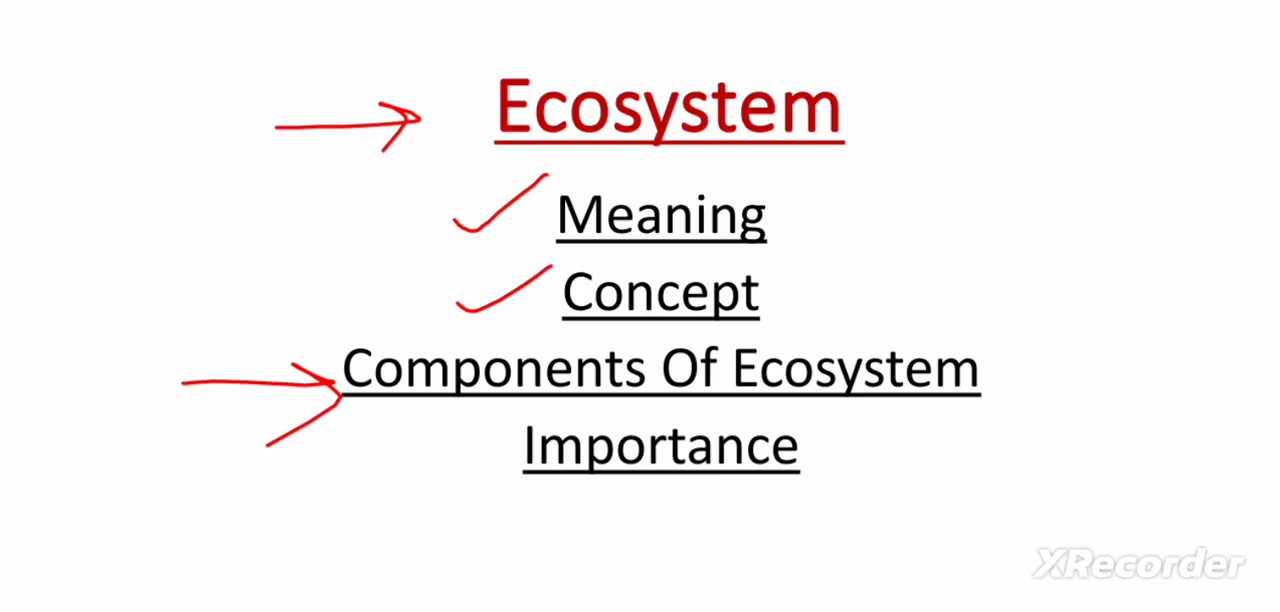 Ecosystem
Meaning
Concept
Components Of Ecosystem
Importance
XRecorder